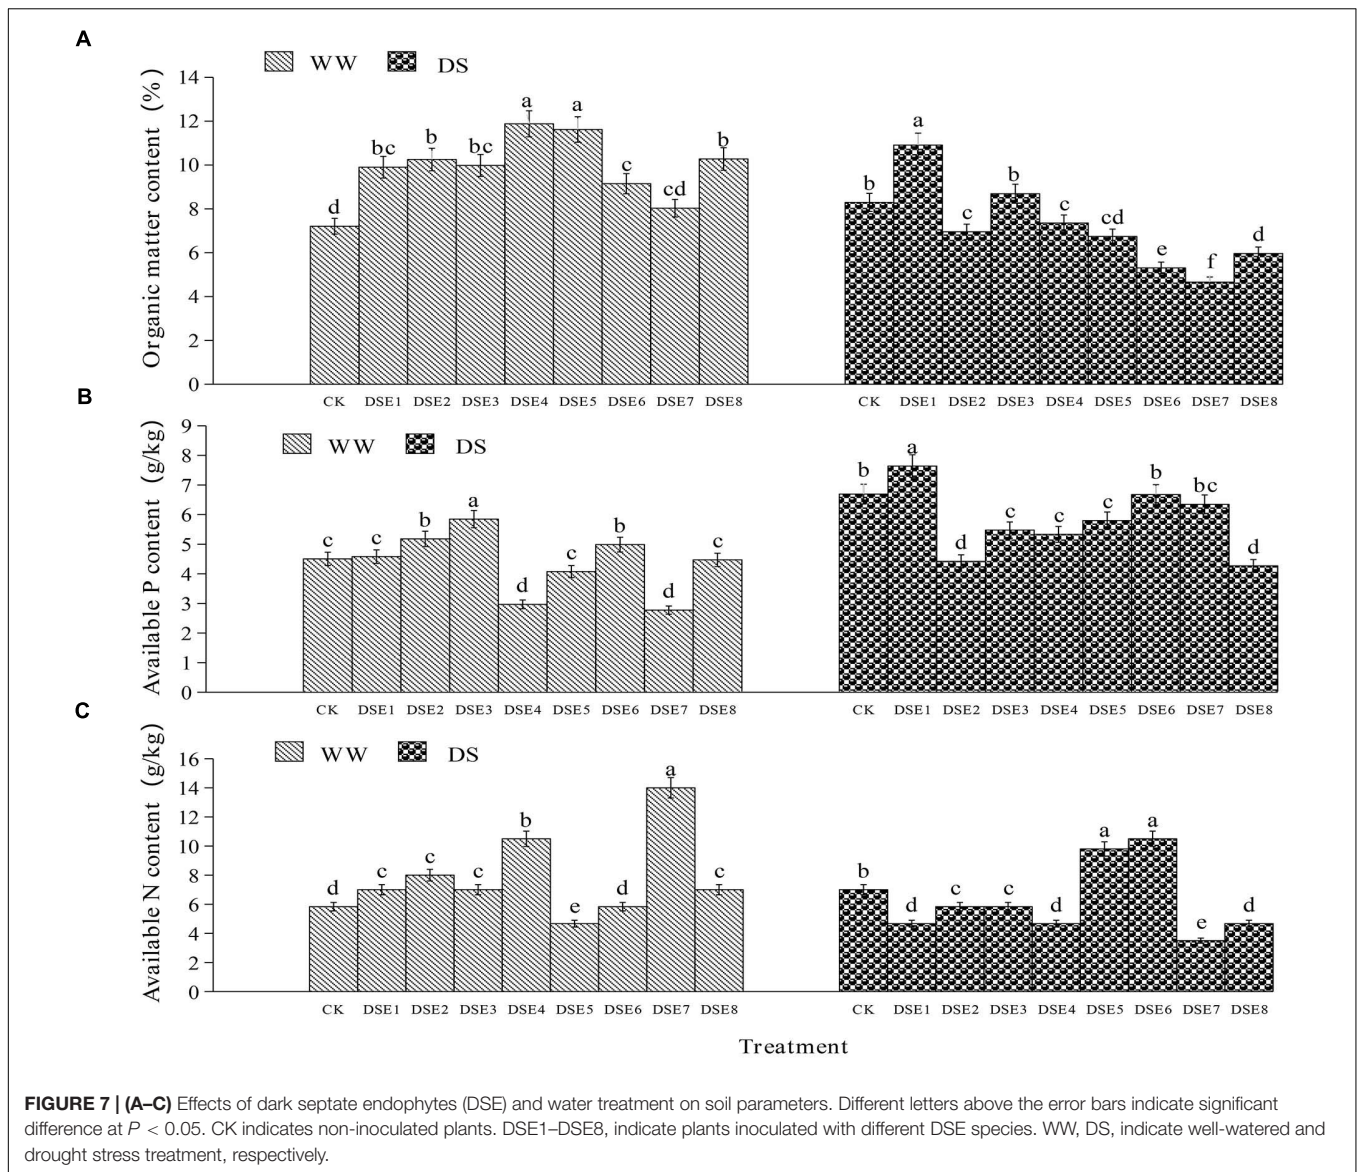 A
WW DS
Organic matter content (%)
14
12
10
8
6
4
2
0
d bc b bc a a c cd b
b a c b c cd e f d
CK DSE1 DSE2 DSE3 DSE4 DSE5 DSE6 DSE7 DSE8
CK DSE1 DSE2 DSE3 DSE4 DSE5 DSE6 DSE7 DSE8
B
WW DS
Available P content (g/kg)
9
8
7
6
5
4
3
2
1
0
c c b a d c b d c
b a d c c c b bc d
CK DSE1 DSE2 DSE3 DSE4 DSE5 DSE6 DSE7 DSE8
CK DSE1 DSE2 DSE3 DSE4 DSE5 DSE6 DSE7 DSE8
C
WW DS
Available N content (g/kg)
16
14
12
10
8
6
4
2
0
d c c c b e d a c
b d c c d a a e d
CK DSE1 DSE2 DSE3 DSE4 DSE5 DSE6 DSE7 DSE8
CK DSE1 DSE2 DSE3 DSE4 DSE5 DSE6 DSE7 DSE8
Treatment
FIGURE 7 | (A–C) Effects of dark septate endophytes (DSE) and water treatment on soil parameters. Different letters above the error bars indicate significant
difference at P < 0.05. CK indicates non-inoculated plants. DSE1–DSE8, indicate plants inoculated with different DSE species. WW, DS, indicate well-watered and
drought stress treatment, respectively.